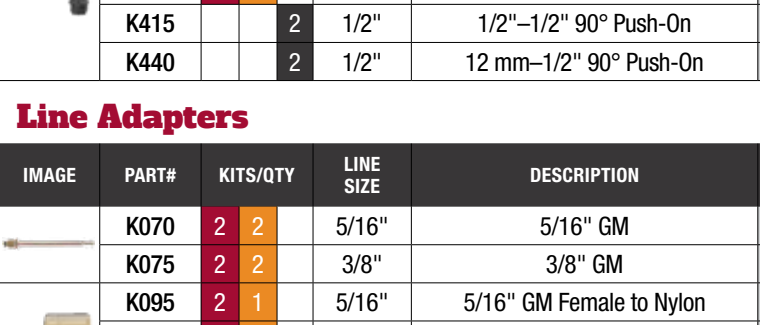 K415 2 1/2" 1/2"–1/2" 90° Push-On
K440 2 1/2" 12 mm–1/2" 90° Push-On
Line Adapters
IMAGE PART# KITS/QTY LINE SIZE DESCRIPTION
K070 2 2 5/16" 5/16" GM
K075 2 2 3/8" 3/8" GM
K095 2 1 5/16" 5/16" GM Female to Nylon